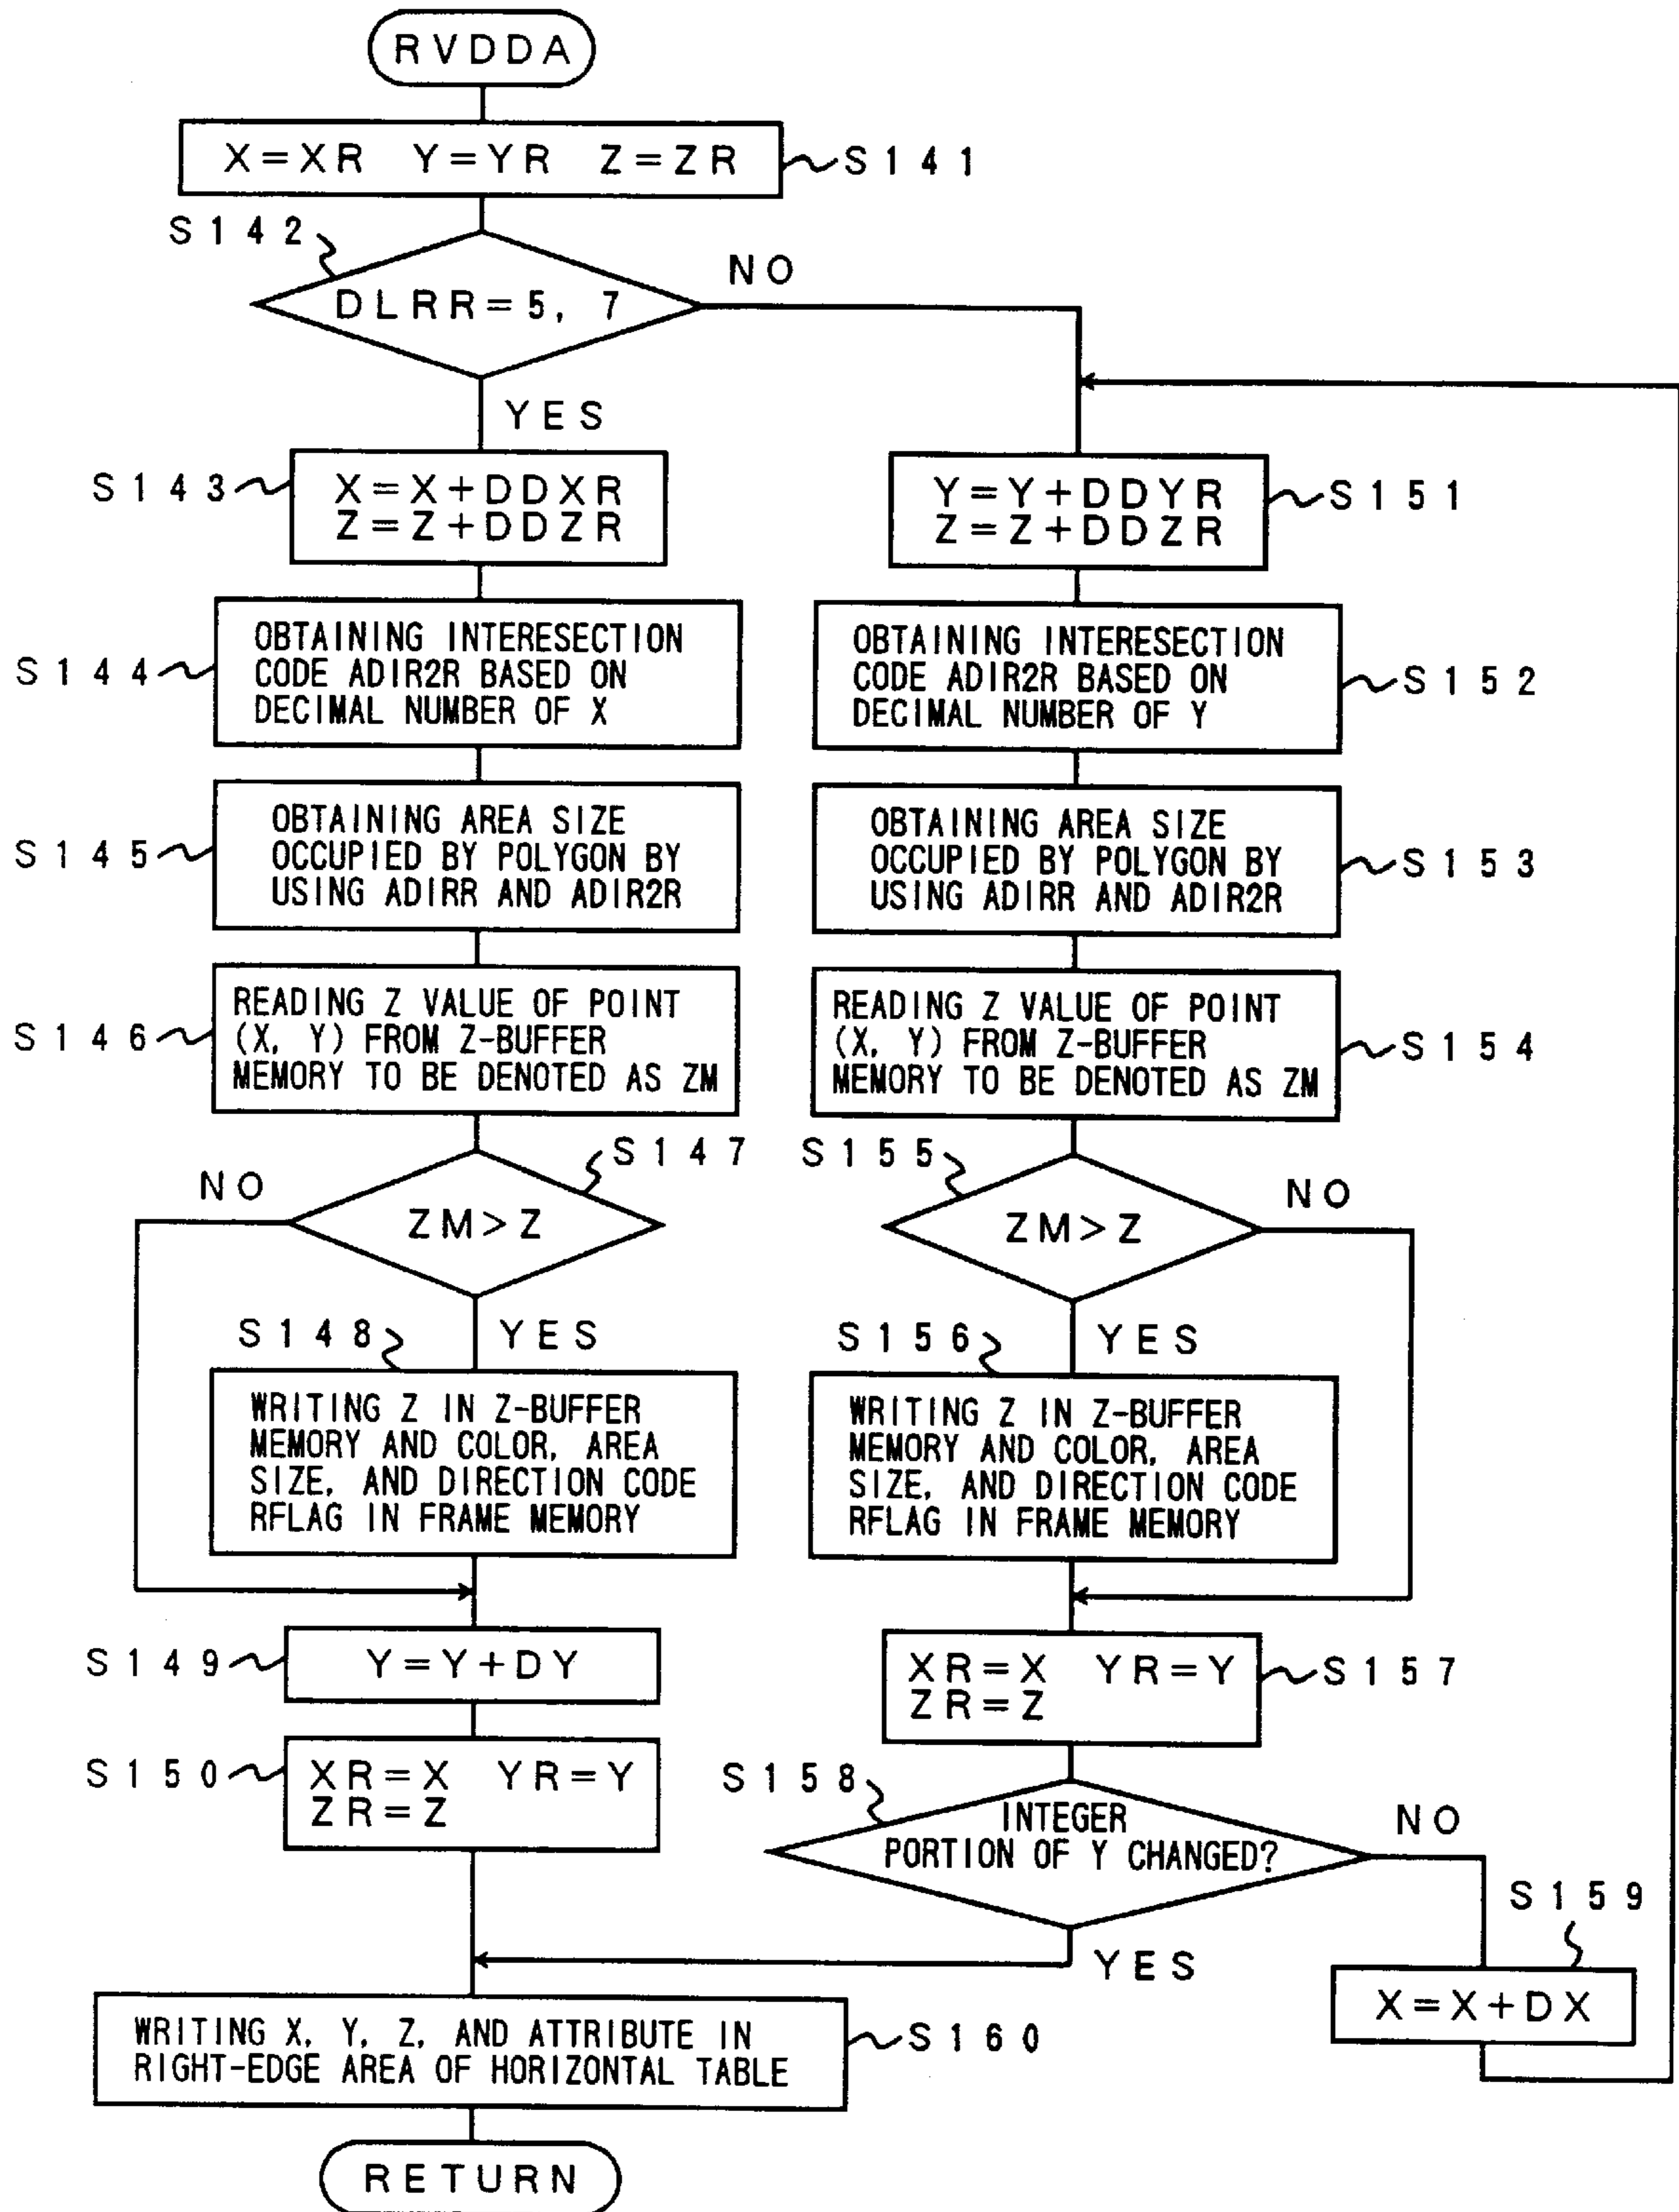 RVDDA
X=XR Y=YR Z=ZR
S141
S142
DLRR=5, 7
NO
YES
S143
X=X+DDXR
Z=Z+DDZR
S144
OBTAINING INTERESECTION
CODE ADIR2R BASED ON
DECIMAL NUMBER OF X
S145
OBTAINING AREA SIZE
OCCUPIED BY POLYGON BY
USING ADIRR AND ADIR2R
S146
READING Z VALUE OF POINT
(X, Y) FROM Z-BUFFER
MEMORY TO BE DENOTED AS ZM
S147
NO
ZM>Z
S148
YES
WRITING Z IN Z-BUFFER
MEMORY AND COLOR, AREA
SIZE, AND DIRECTION CODE
RFLAG IN FRAME MEMORY
S149
Y=Y+DY
S150
XR=X YR=Y
ZR=Z
Y=Y+DDYR
Z=Z+DDZR
S151
OBTAINING INTERESECTION
CODE ADIR2R BASED ON
DECIMAL NUMBER OF Y
S152
OBTAINING AREA SIZE
OCCUPIED BY POLYGON BY
USING ADIRR AND ADIR2R
S153
READING Z VALUE OF POINT
(X, Y) FROM Z-BUFFER
MEMORY TO BE DENOTED AS ZM
S154
S155
NO
ZM>Z
S156
YES
WRITING Z IN Z-BUFFER
MEMORY AND COLOR, AREA
SIZE, AND DIRECTION CODE
RFLAG IN FRAME MEMORY
XR=X YR=Y
ZR=Z
S157
S158
INTEGER
PORTION OF Y CHANGED?
NO
YES
S159
X=X+DX
WRITING X, Y, Z, AND ATTRIBUTE IN
RIGHT-EDGE AREA OF HORIZONTAL TABLE
S160
RETURN